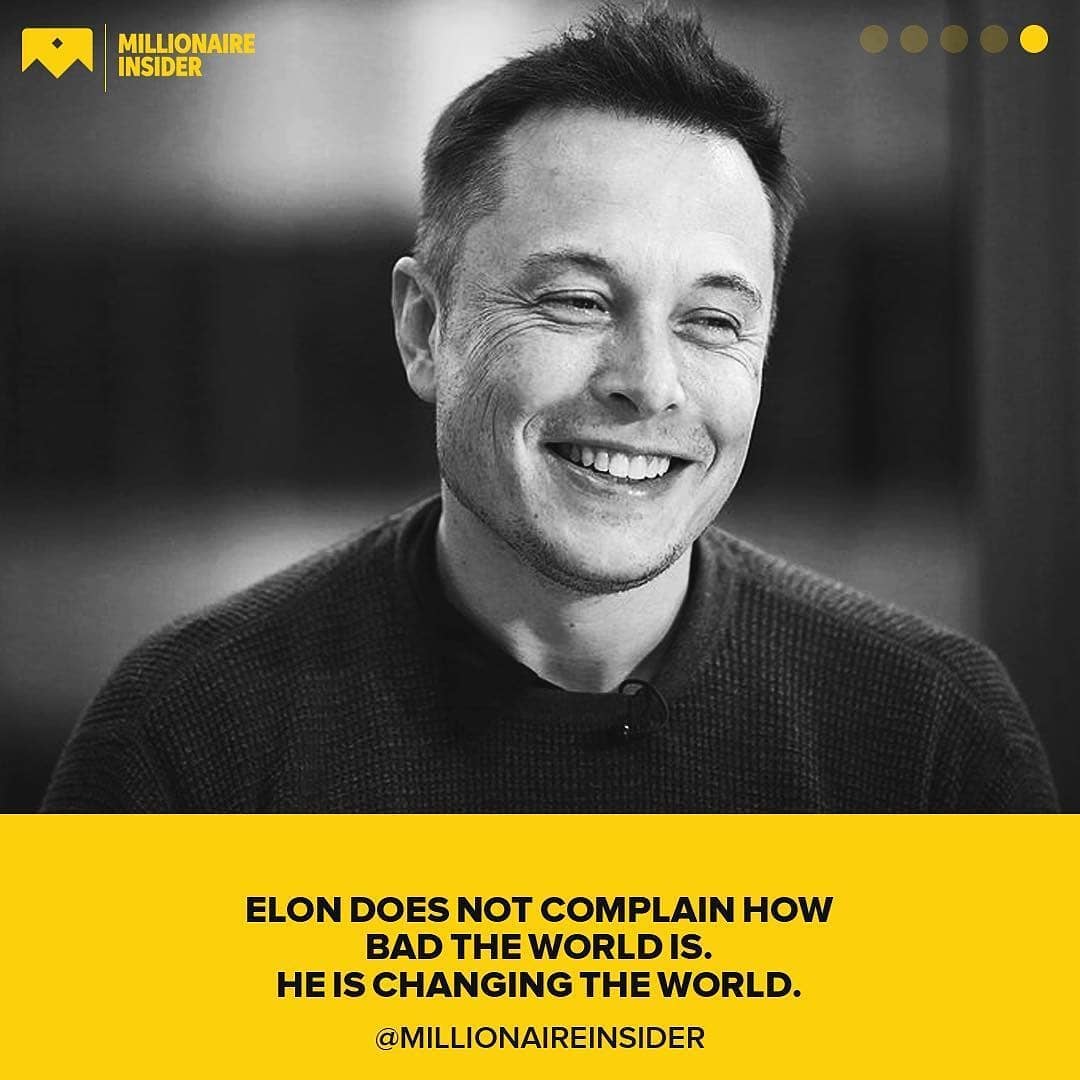 MILLIONAIRE
INSIDER
ELON DOES NOT COMPLAIN HOW
BAD THE WORLD IS.
HE IS CHANGING THE WORLD.
@MILLIONAIREINSIDER